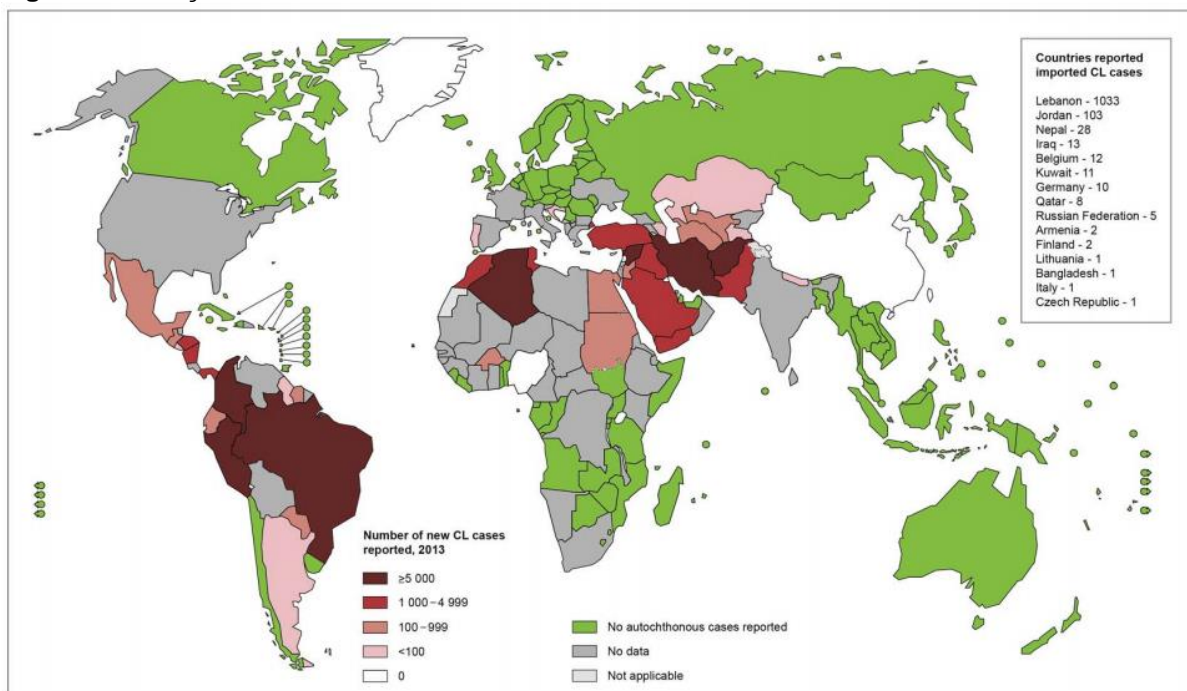 Countries reported
imported CL cases
Lebanon - 1033
Jordan - 103
Nepal - 28
Iraq - 13
Belgium - 12
Kuwait - 11
Germany - 10
Qatar - 8
Russian Federation - 5
Armenia - 2
Finland - 2
Lithuania - 1
Bangladesh - 1
Italy - 1
Czech Republic - 1
Number of new CL cases
reported, 2013
≥5 000
1 000–4 999
100–999
<100
0
No autochthonous cases reported
No data
Not applicable